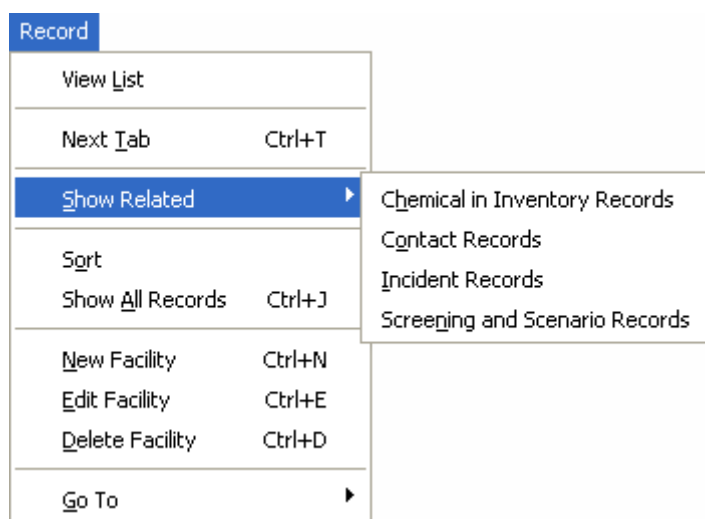 Record
View List
Next Tab Ctrl+T
Show Related
Chemical in Inventory Records
Contact Records
Incident Records
Screening and Scenario Records
Sort
Show All Records Ctrl+J
New Facility Ctrl+N
Edit Facility Ctrl+E
Delete Facility Ctrl+D
Go To